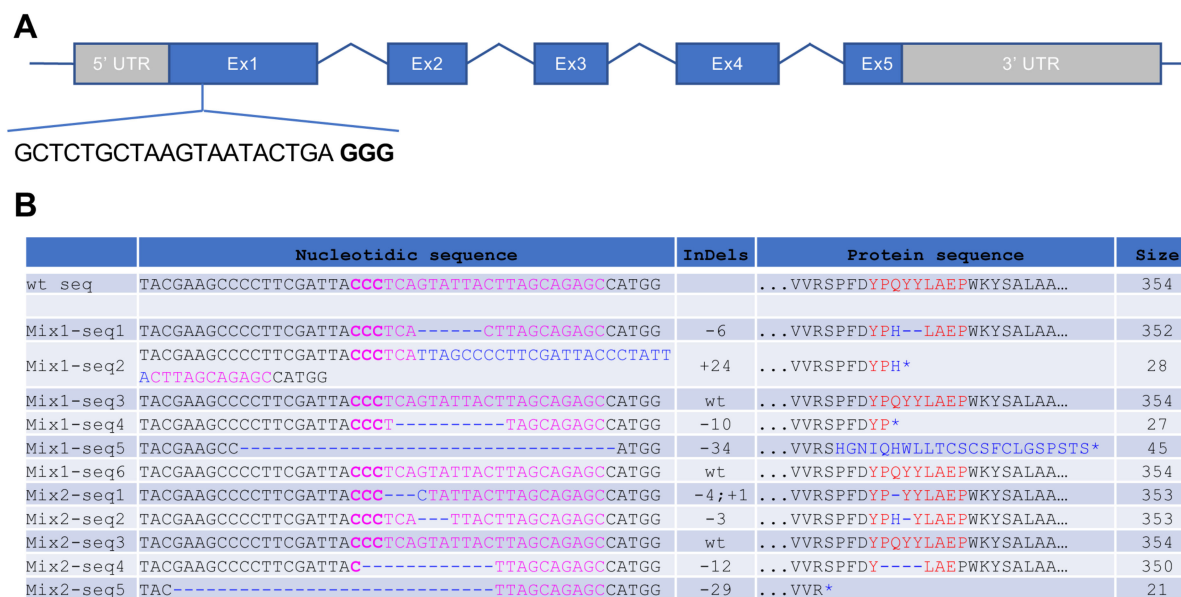 A
5' UTR Ex1 Ex2 Ex3 Ex4 Ex5 3' UTR
GCTCTGCTAAGTAATACTGA GGG
B
Nucleotidic sequence InDels Protein sequence Size
wt seq TACGAAGCCCCTTCGATTACCCTCAGTATTACTTAGCAGAGCCATGG ...VVRSPFDYPQYYLAEPWKYSALAA… 354
Mix1-seq1 TACGAAGCCCCTTCGATTACCCTCA------CTTAGCAGAGCCATGG -6 ...VVRSPFDYPH--LAEPWKYSALAA… 352
Mix1-seq2 TACGAAGCCCCTTCGATTACCCTCATTAGCCCCTTCGATTACCCTATT +24 ...VVRSPFDYPH* 28
ACTTAGCAGAGCCATGG
Mix1-seq3 TACGAAGCCCCTTCGATTACCCTCAGTATTACTTAGCAGAGCCATGG wt ...VVRSPFDYPQYYLAEPWKYSALAA… 354
Mix1-seq4 TACGAAGCCCCTTCGATTACCCT----------TAGCAGAGCCATGG -10 ...VVRSPFDYP* 27
Mix1-seq5 TACGAAGCC----------------------------------ATGG -34 ...VVRSHGNIQHWLLTCSCSFCLGSPSTS* 45
Mix1-seq6 TACGAAGCCCCTTCGATTACCCTCAGTATTACTTAGCAGAGCCATGG wt ...VVRSPFDYPQYYLAEPWKYSALAA… 354
Mix2-seq1 TACGAAGCCCCTTCGATTACCC---CTATTACTTAGCAGAGCCATGG -4;+1 ...VVRSPFDYP-YYLAEPWKYSALAA… 353
Mix2-seq2 TACGAAGCCCCTTCGATTACCCTCA---TTACTTAGCAGAGCCATGG -3 ...VVRSPFDYPH-YLAEPWKYSALAA… 353
Mix2-seq3 TACGAAGCCCCTTCGATTACCCTCAGTATTACTTAGCAGAGCCATGG wt ...VVRSPFDYPQYYLAEPWKYSALAA… 354
Mix2-seq4 TACGAAGCCCCTTCGATTAC------------TTAGCAGAGCCATGG -12 ...VVRSPFDY----LAEPWKYSALAA… 350
Mix2-seq5 TAC-----------------------------TTAGCAGAGCCATGG -29 ...VVR* 21